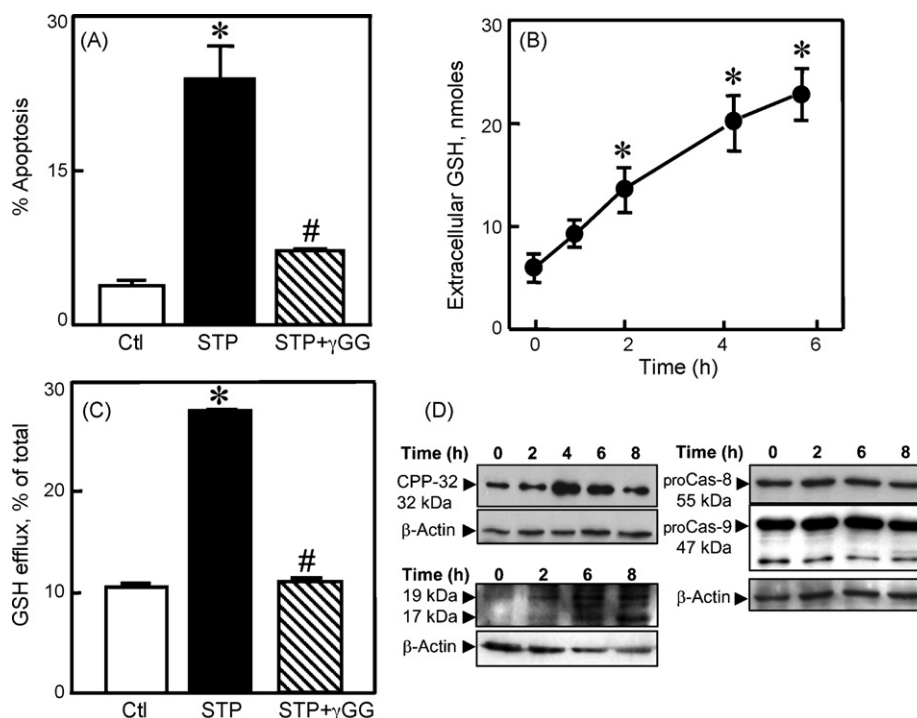 (A)
30
15
0
% Apoptosis
*
#
Ctl STP STP+γGG
(B)
30
20
10
0
Extracellular GSH, nmoles
* * *
0 2 4 6
Time (h)
(C)
30
20
10
0
GSH efflux, % of total
*
#
Ctl STP STP+γGG
(D)
Time (h) 0 2 4 6 8
CPP-32
32 kDa
β-Actin
Time (h) 0 2 6 8
19 kDa
17 kDa
β-Actin
Time (h) 0 2 6 8
proCas-8
55 kDa
proCas-9
47 kDa
β-Actin